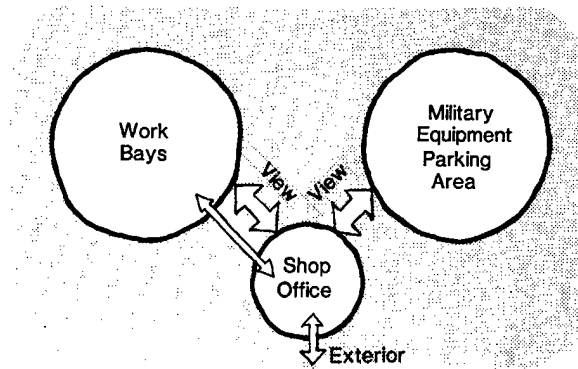 Work
Bays
Military
Equipment
Parking
Area
View
View
Shop
Office
Exterior